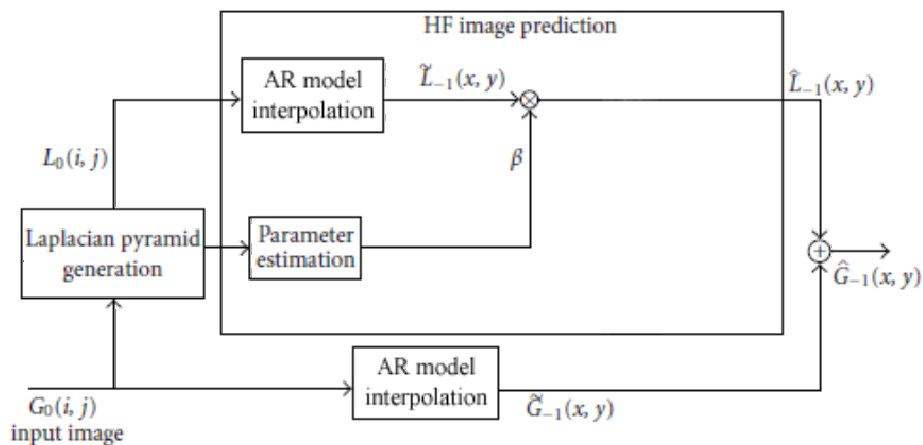 HF image prediction
AR model
interpolation
L̃₋₁(x, y)
L̂₋₁(x, y)
L₀(i, j)
β
Laplacian pyramid
generation
Parameter
estimation
Ĝ₋₁(x, y)
AR model
interpolation
G₀(i, j)
input image
G̃₋₁(x, y)